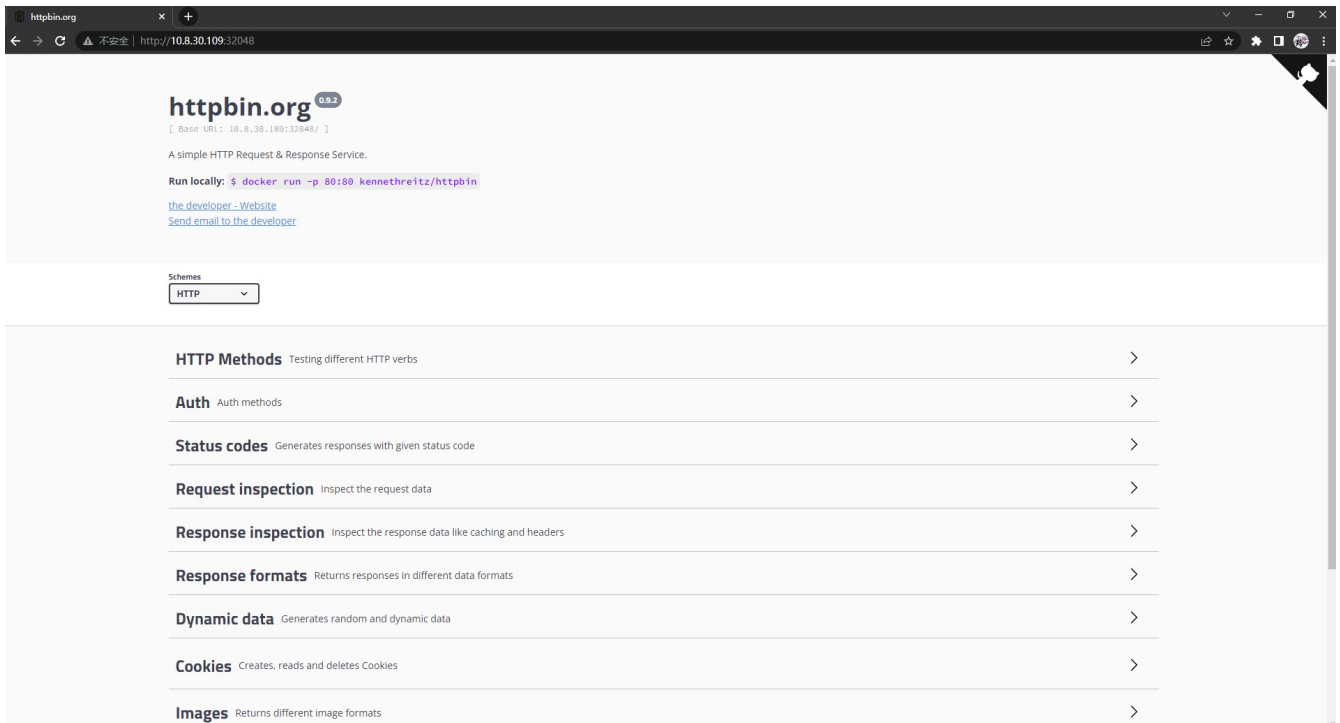 httpbin.org
不安全 | http://10.8.30.109:32048
httpbin.org 0.9.2
[ Base URL: 10.8.30.109:32048/ ]
A simple HTTP Request & Response Service.
Run locally: $ docker run -p 80:80 kennethreitz/httpbin
the developer - Website
Send email to the developer
Schemes
HTTP
HTTP Methods Testing different HTTP verbs
Auth Auth methods
Status codes Generates responses with given status code
Request inspection Inspect the request data
Response inspection Inspect the response data like caching and headers
Response formats Returns responses in different data formats
Dynamic data Generates random and dynamic data
Cookies Creates, reads and deletes Cookies
Images Returns different image formats